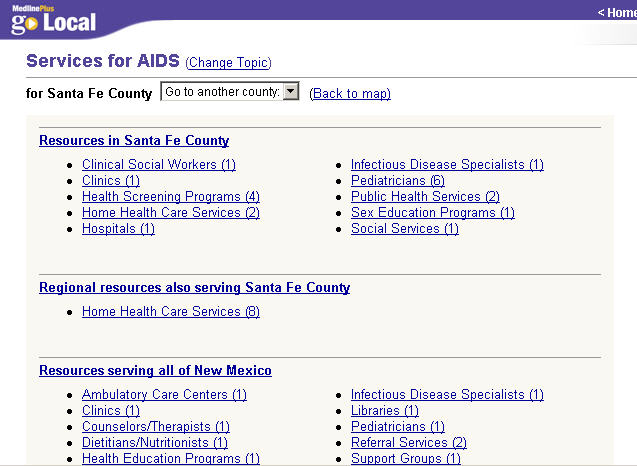 MedlinePlus
go Local
< Home
Services for AIDS (Change Topic)
for Santa Fe County Go to another county: (Back to map)
Resources in Santa Fe County
Clinical Social Workers (1)
Clinics (1)
Health Screening Programs (4)
Home Health Care Services (2)
Hospitals (1)
Infectious Disease Specialists (1)
Pediatricians (6)
Public Health Services (2)
Sex Education Programs (1)
Social Services (1)
Regional resources also serving Santa Fe County
Home Health Care Services (8)
Resources serving all of New Mexico
Ambulatory Care Centers (1)
Clinics (1)
Counselors/Therapists (1)
Dietitians/Nutritionists (1)
Health Education Programs (1)
Infectious Disease Specialists (1)
Libraries (1)
Pediatricians (1)
Referral Services (2)
Support Groups (1)